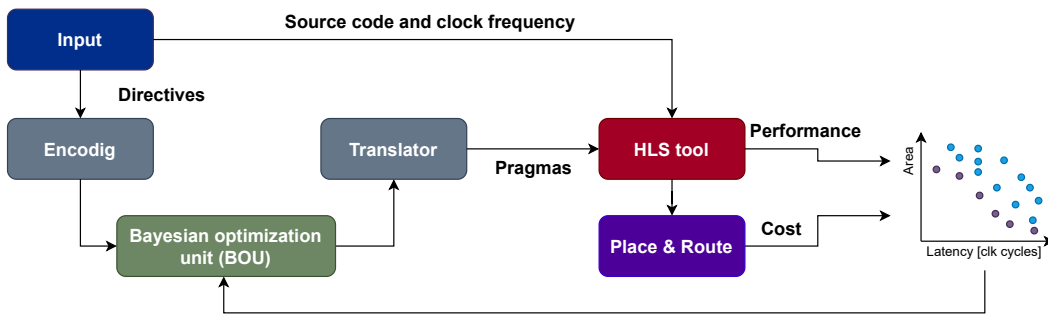 Source code and clock frequency
Input
Directives
Encodig
Translator
Pragmas
HLS tool
Performance
Bayesian optimization
unit (BOU)
Place & Route
Cost
Area
Latency [clk cycles]